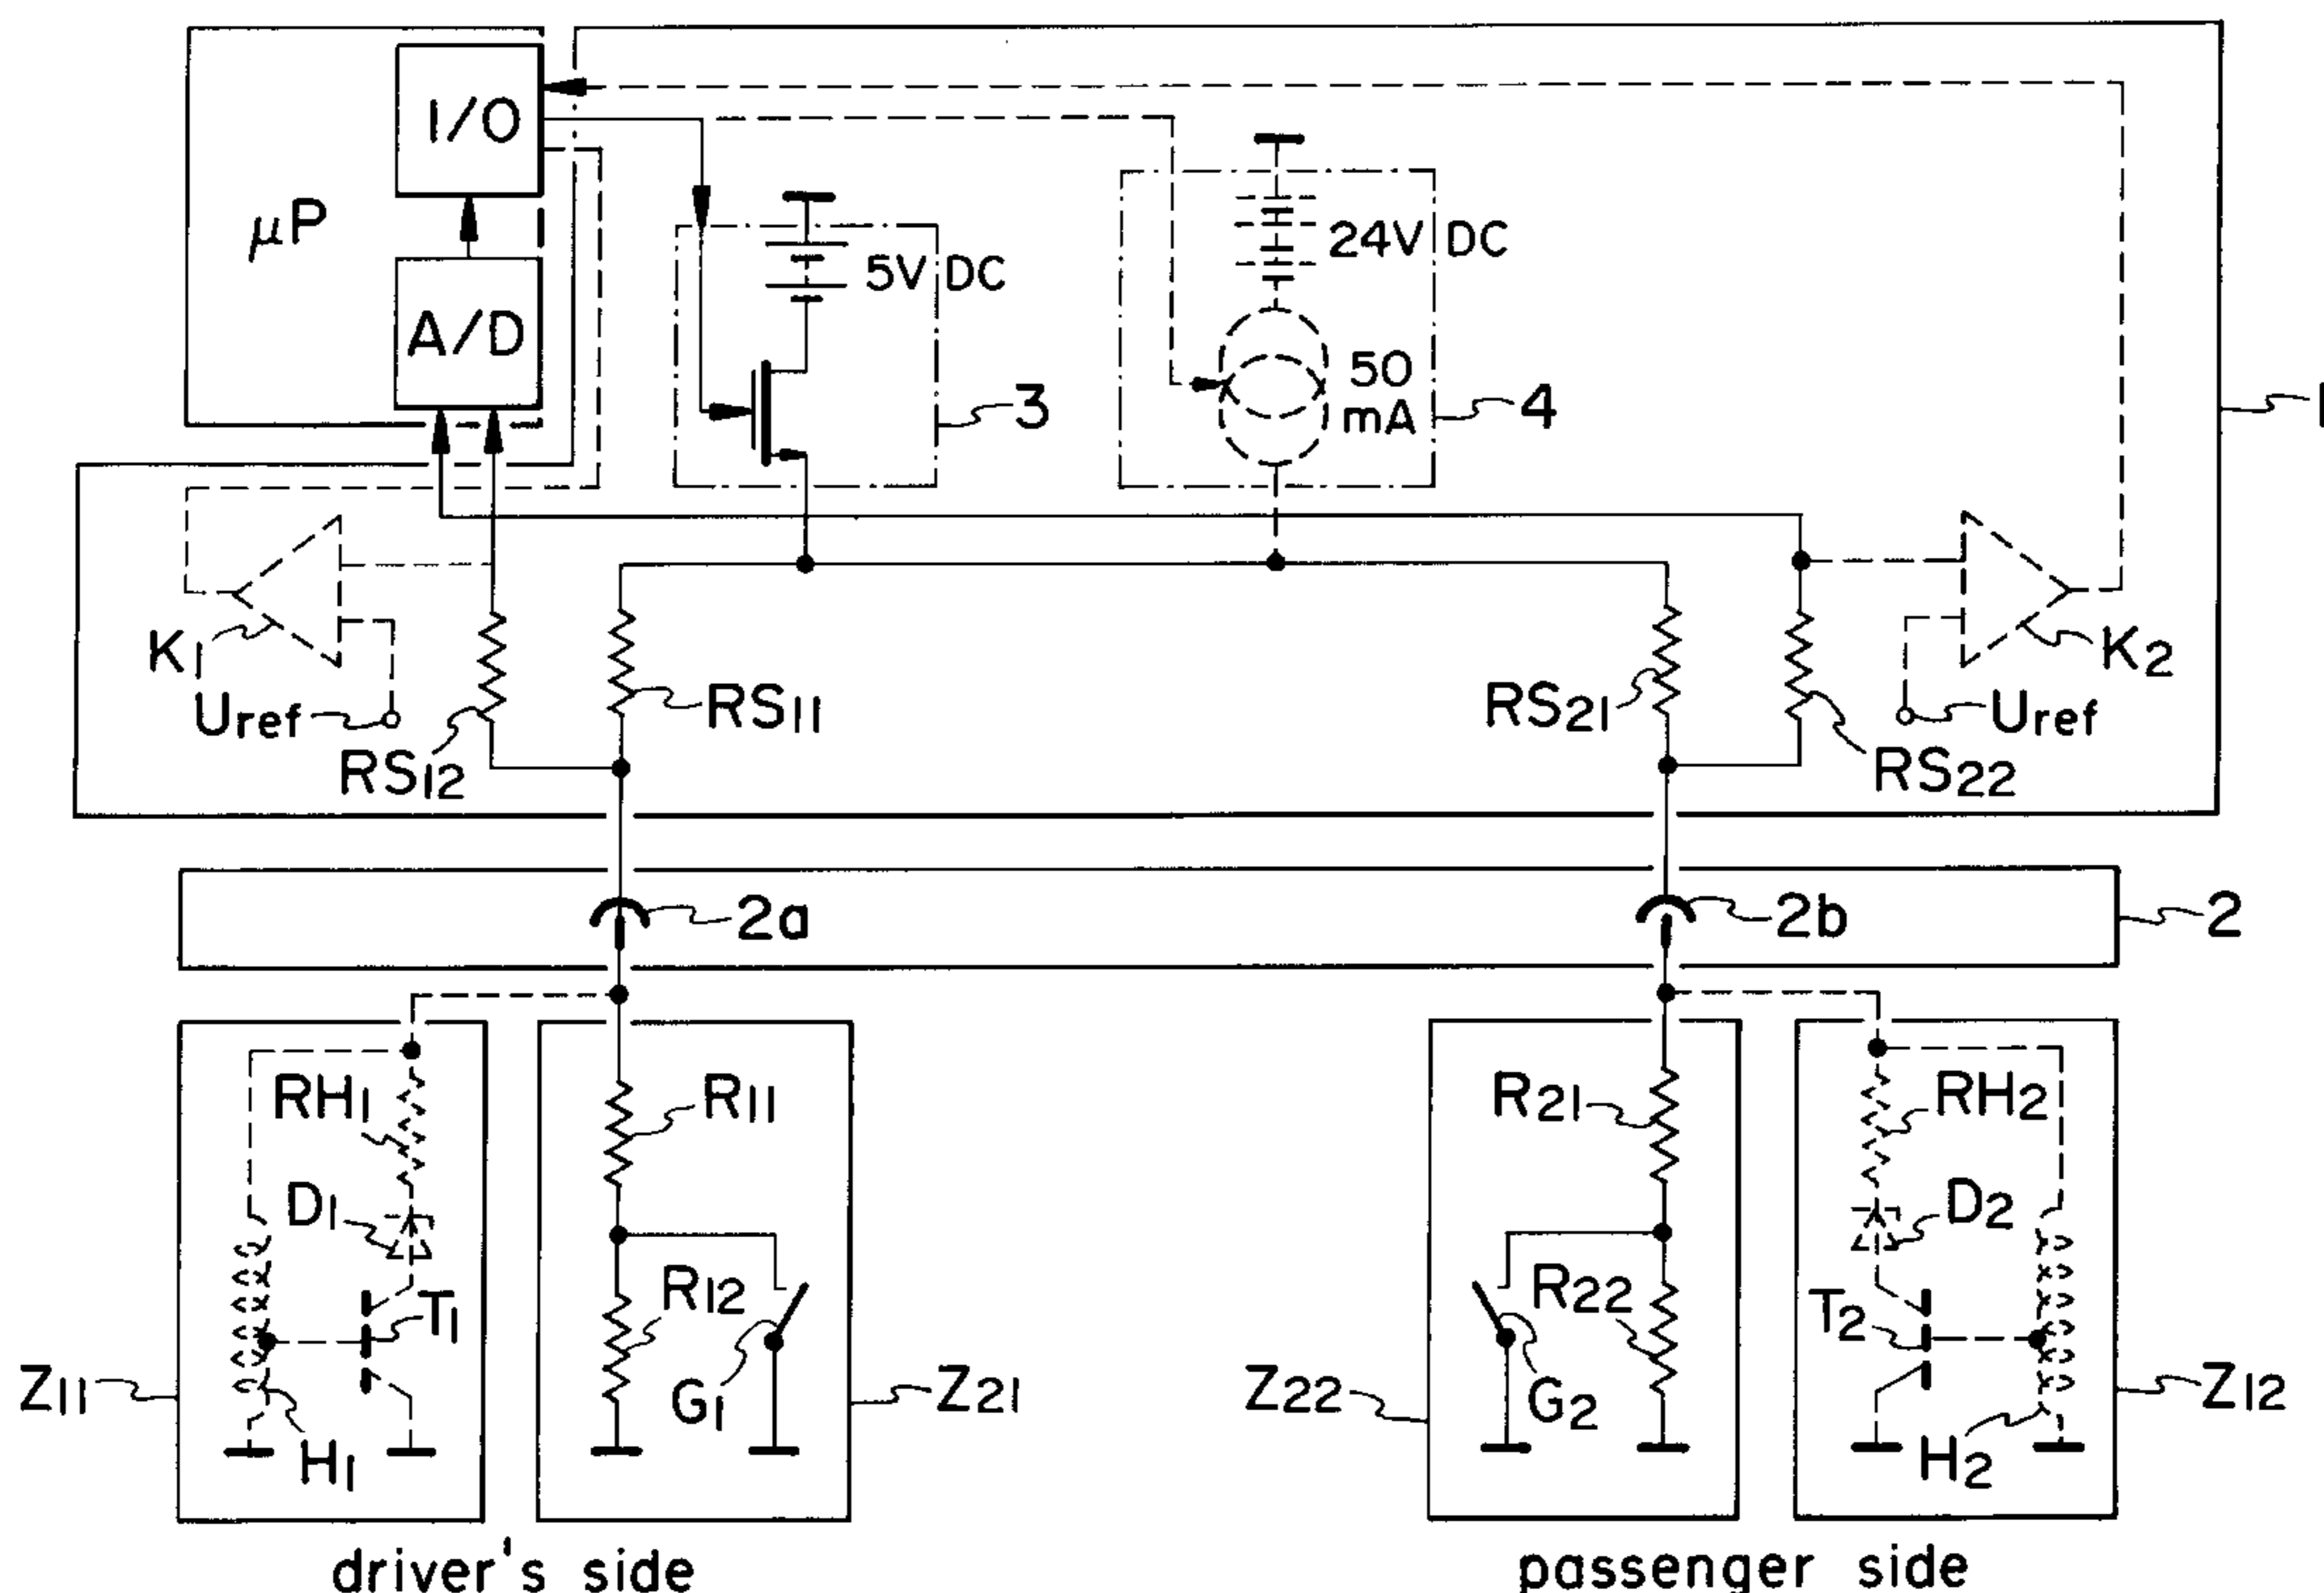 I/O
μP
A/D
5V DC
24V DC
50
mA
3
4
1
K1
Uref
RS12
RS11
RS21
RS22
K2
Uref
2a
2b
2
RH1
D1
T1
H1
Z11
R11
R12
G1
Z21
R21
R22
G2
Z22
RH2
D2
T2
H2
Z12
driver's side
passenger side